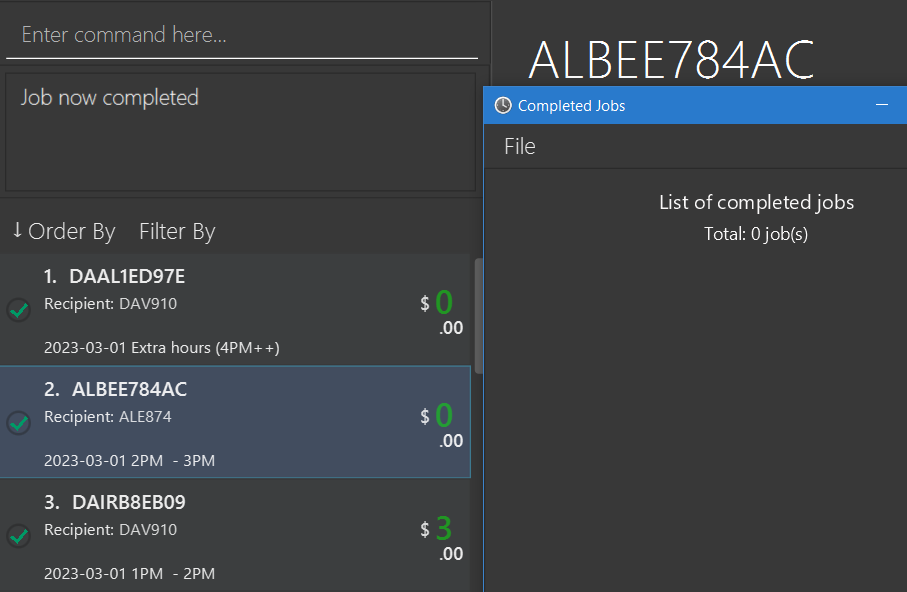 Enter command here...
Job now completed
↓ Order By Filter By
1. DAAL1ED97E
Recipient: DAV910
$ 0
.00
2023-03-01 Extra hours (4PM++)
2. ALBEE784AC
Recipient: ALE874
$ 0
.00
2023-03-01 2PM - 3PM
3. DAIRB8EB09
Recipient: DAV910
$ 3
.00
2023-03-01 1PM - 2PM
ALBEE784AC
Completed Jobs
File
List of completed jobs
Total: 0 job(s)